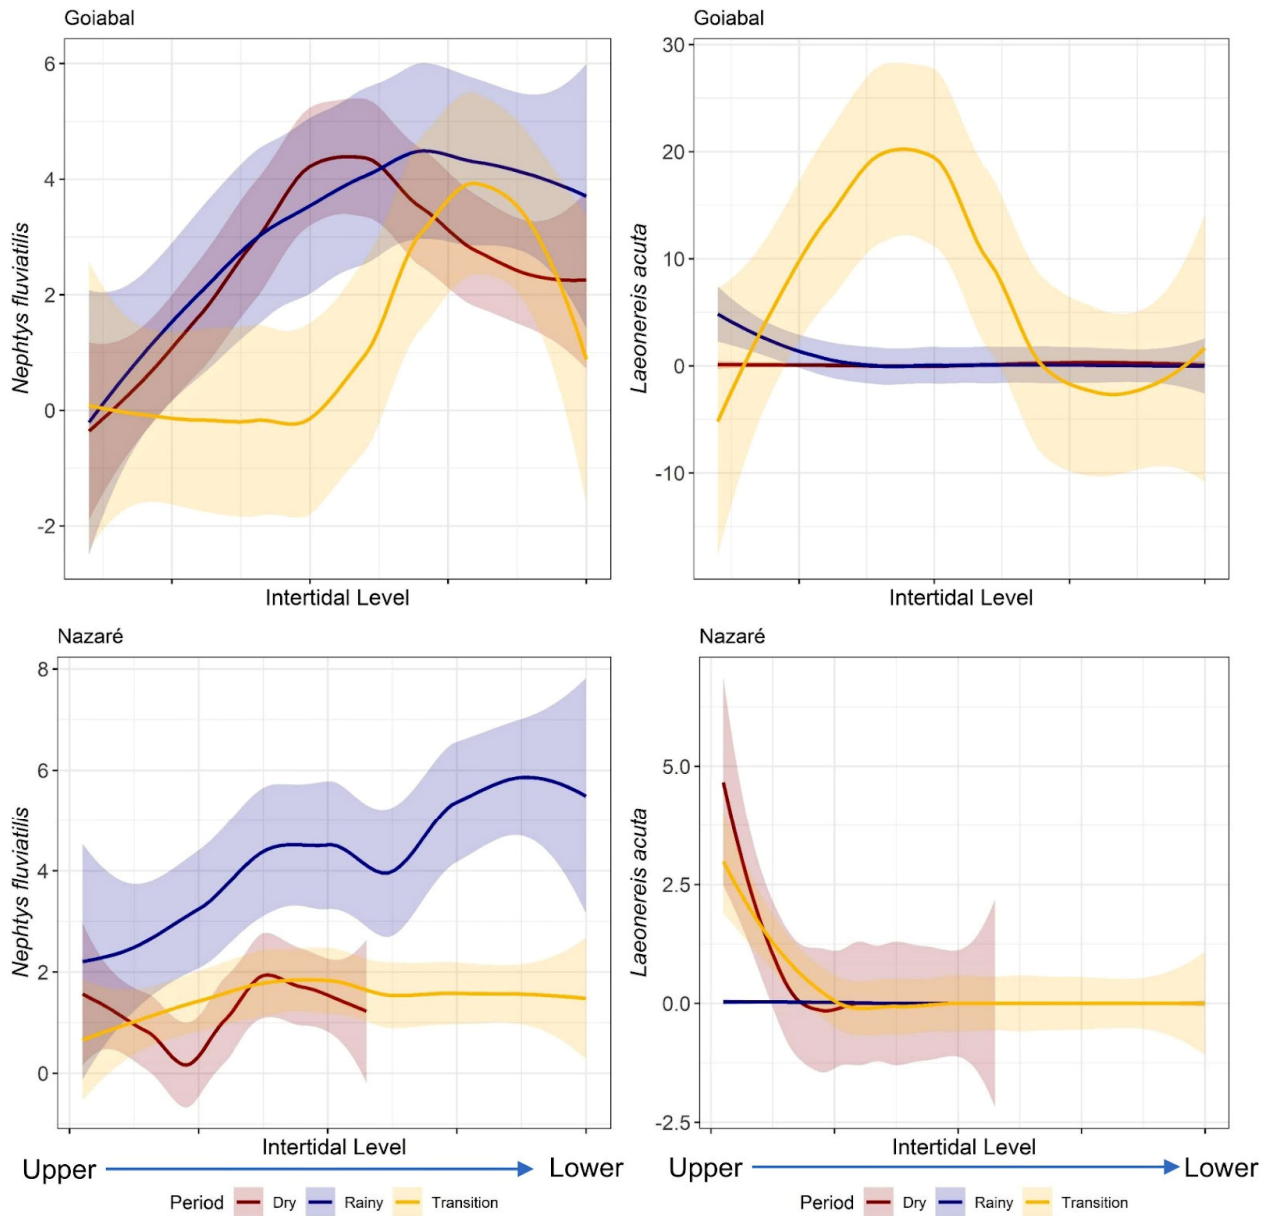 Goiabal
6
4
2
0
-2
Nephtys fluviatilis
Intertidal Level
Goiabal
30
20
10
0
-10
Laeonereis acuta
Intertidal Level
Nazaré
8
6
4
2
0
Nephtys fluviatilis
Intertidal Level
Upper
Lower
Period Dry Rainy Transition
Nazaré
5.0
2.5
0.0
-2.5
Laeonereis acuta
Intertidal Level
Upper
Lower
Period Dry Rainy Transition